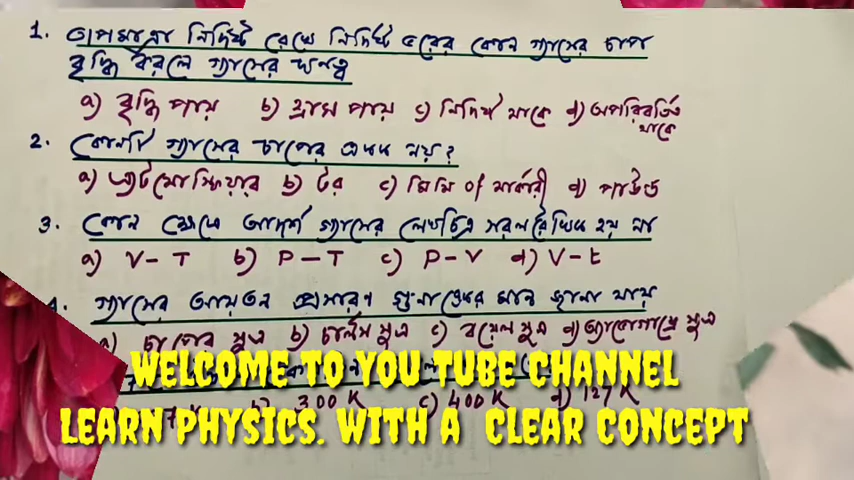 1. তাপমাত্রা নির্দিষ্ট রেখে নির্দিষ্ট ভরের কোন গ্যাসের চাপ
বৃদ্ধি করলে গ্যাসের ঘনত্ব
a) বৃদ্ধি পায় b) হ্রাস পায় c) নির্দিষ্ট থাকে d) অপরিবর্তিত
থাকে
2. কোনটি গ্যাসের চাপের একক নয়?
a) এ্যাটমোস্ফিয়ার b) টর c) মিমি of মার্কারী d) পাউন্ড
3. কোন ক্ষেত্রে আদর্শ গ্যাসের লেখচিত্র সরলরৈখিক হয় না
a) V-T b) P-T c) P-V d) V-t
4. গ্যাসের আয়তন প্রসারণ গুনাঙ্কের মান জানা যায়
a) চাপের সূত্র b) চার্লস সূত্র c) বয়েল সূত্র d) অ্যাভোগাড্রো সূত্র
WELCOME TO YOU TUBE CHANNEL
300 K c) 400 K d) 127 K
LEARN PHYSICS. WITH A CLEAR CONCEPT